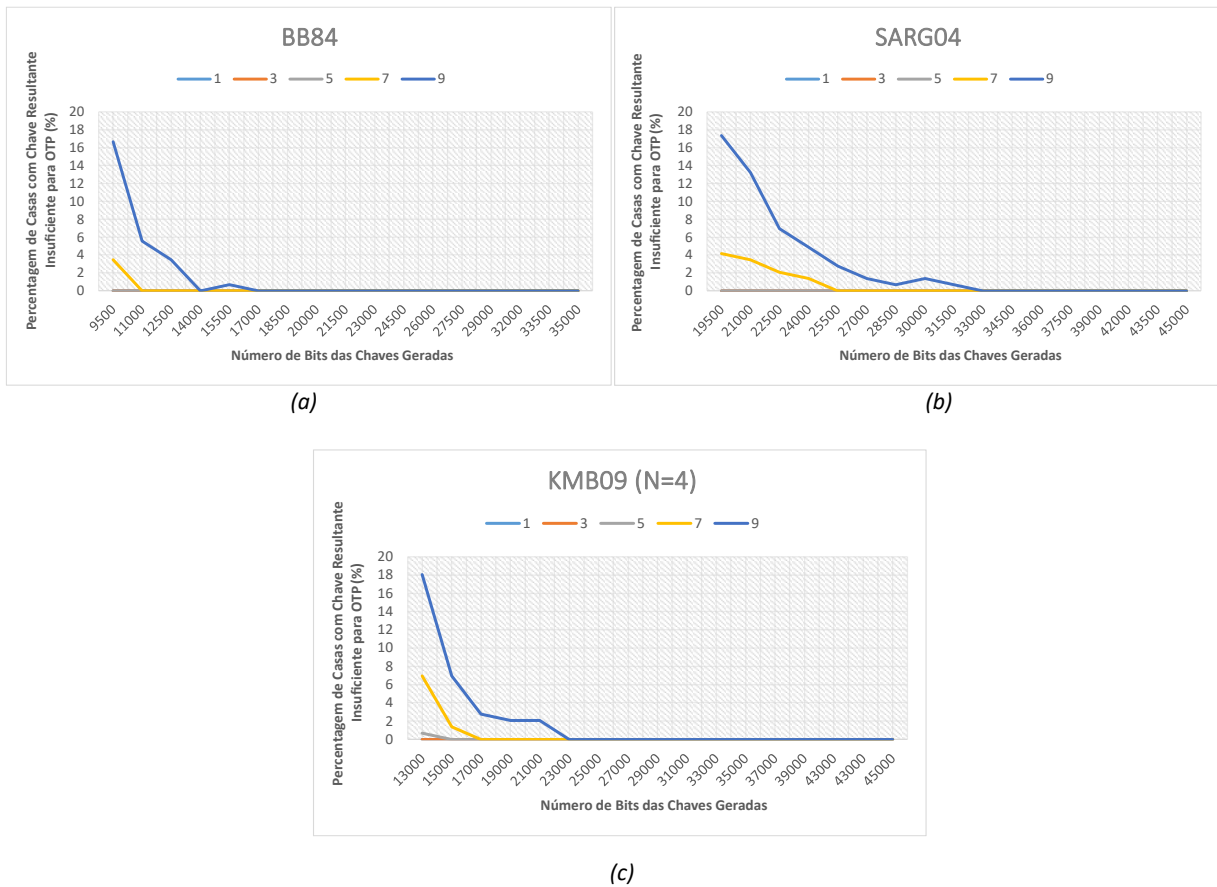 BB84
1 3 5 7 9
Percentagem de Casas com Chave Resultante
Insuficiente para OTP (%)
20
18
16
14
12
10
8
6
4
2
0
9500 11000 12500 14000 15500 17000 18500 20000 21500 23000 24500 26000 27500 29000 32000 33500 35000
Número de Bits das Chaves Geradas
(a)
SARG04
1 3 5 7 9
Percentagem de Casas com Chave Resultante
Insuficiente para OTP (%)
20
18
16
14
12
10
8
6
4
2
0
19500 21000 22500 24000 25500 27000 28500 30000 31500 33000 34500 36000 37500 39000 42000 43500 45000
Número de Bits das Chaves Geradas
(b)
KMB09 (N=4)
1 3 5 7 9
Percentagem de Casas com Chave Resultante
Insuficiente para OTP (%)
20
18
16
14
12
10
8
6
4
2
0
13000 15000 17000 19000 21000 23000 25000 27000 29000 31000 33000 35000 37000 39000 43000 43000 45000
Número de Bits das Chaves Geradas
(c)